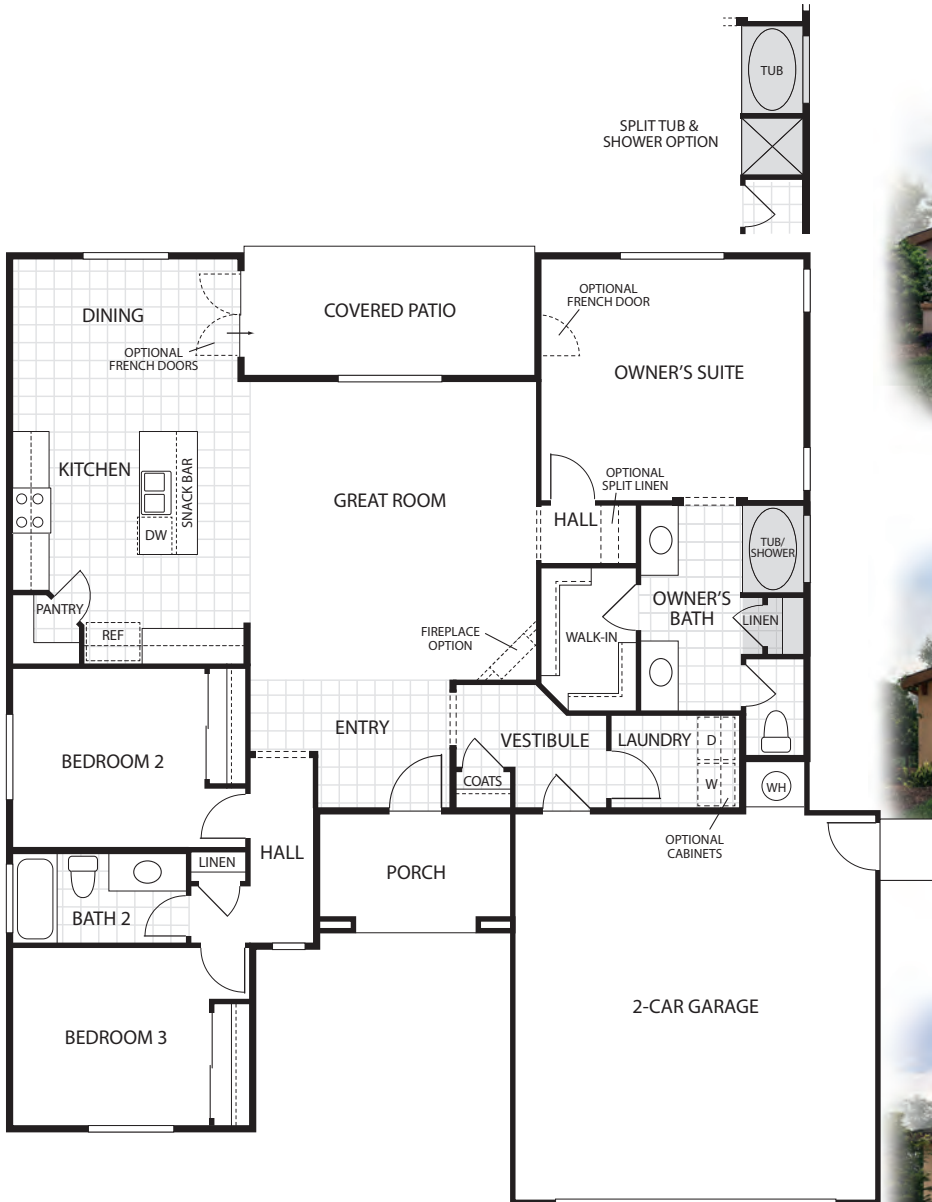 TUB
SPLIT TUB &
SHOWER OPTION
DINING
COVERED PATIO
OPTIONAL
FRENCH DOOR
OPTIONAL
FRENCH DOORS
OWNER'S SUITE
KITCHEN
SNACK BAR
DW
GREAT ROOM
OPTIONAL
SPLIT LINEN
HALL
TUB/
SHOWER
PANTRY
REF
FIREPLACE
OPTION
WALK-IN
OWNER'S
BATH
LINEN
ENTRY
VESTIBULE
LAUNDRY
D
W
COATS
WH
BEDROOM 2
OPTIONAL
CABINETS
HALL
LINEN
PORCH
BATH 2
2-CAR GARAGE
BEDROOM 3